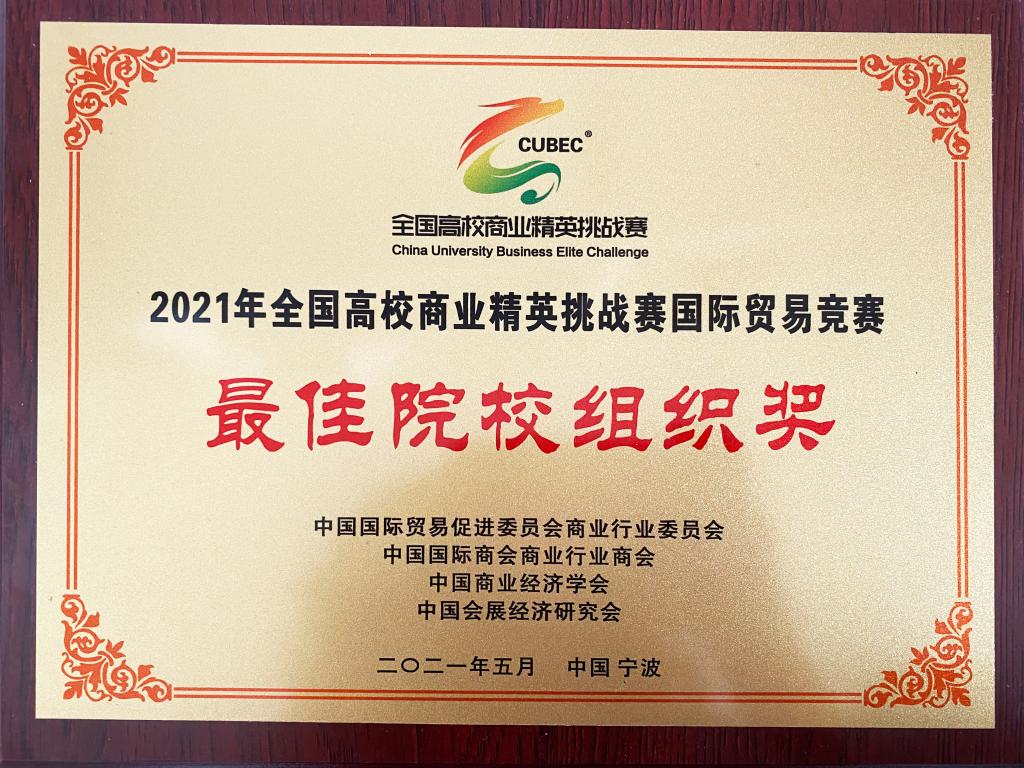 CUBEC®
全国高校商业精英挑战赛
China University Business Elite Challenge
2021年全国高校商业精英挑战赛国际贸易竞赛
最佳院校组织奖
中国国际贸易促进委员会商业行业委员会
中国国际商会商业行业商会
中国商业经济学会
中国会展经济研究会
二〇二一年五月 中国 宁波